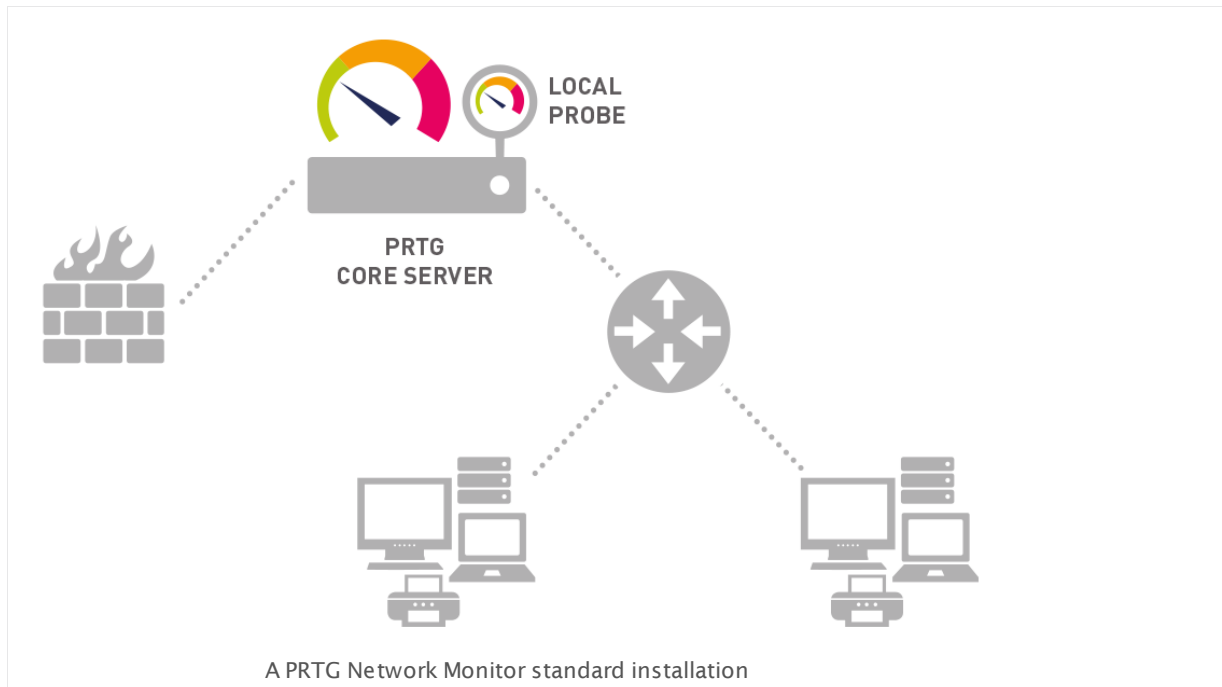 LOCAL
PROBE
PRTG
CORE SERVER
A PRTG Network Monitor standard installation